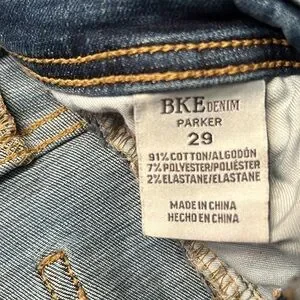 BKE DENIM
PARKER
29
91% COTTON/ALGODÓN
7% POLYESTER/POLIÉSTER
2% ELASTANE/ELASTANE
MADE IN CHINA
HECHO EN CHINA